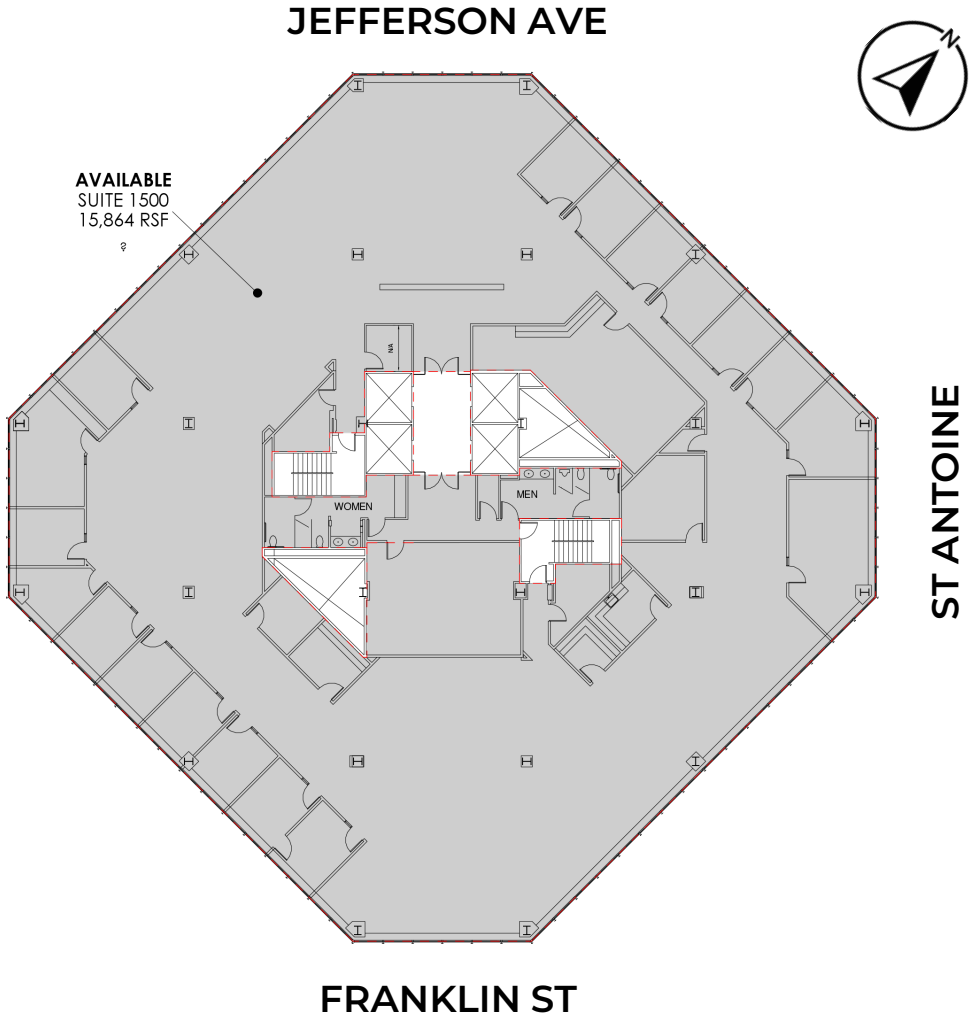 JEFFERSON AVE
N
AVAILABLE
SUITE 1500
15,864 RSF
N/A
MEN
WOMEN
ST ANTOINE
FRANKLIN ST